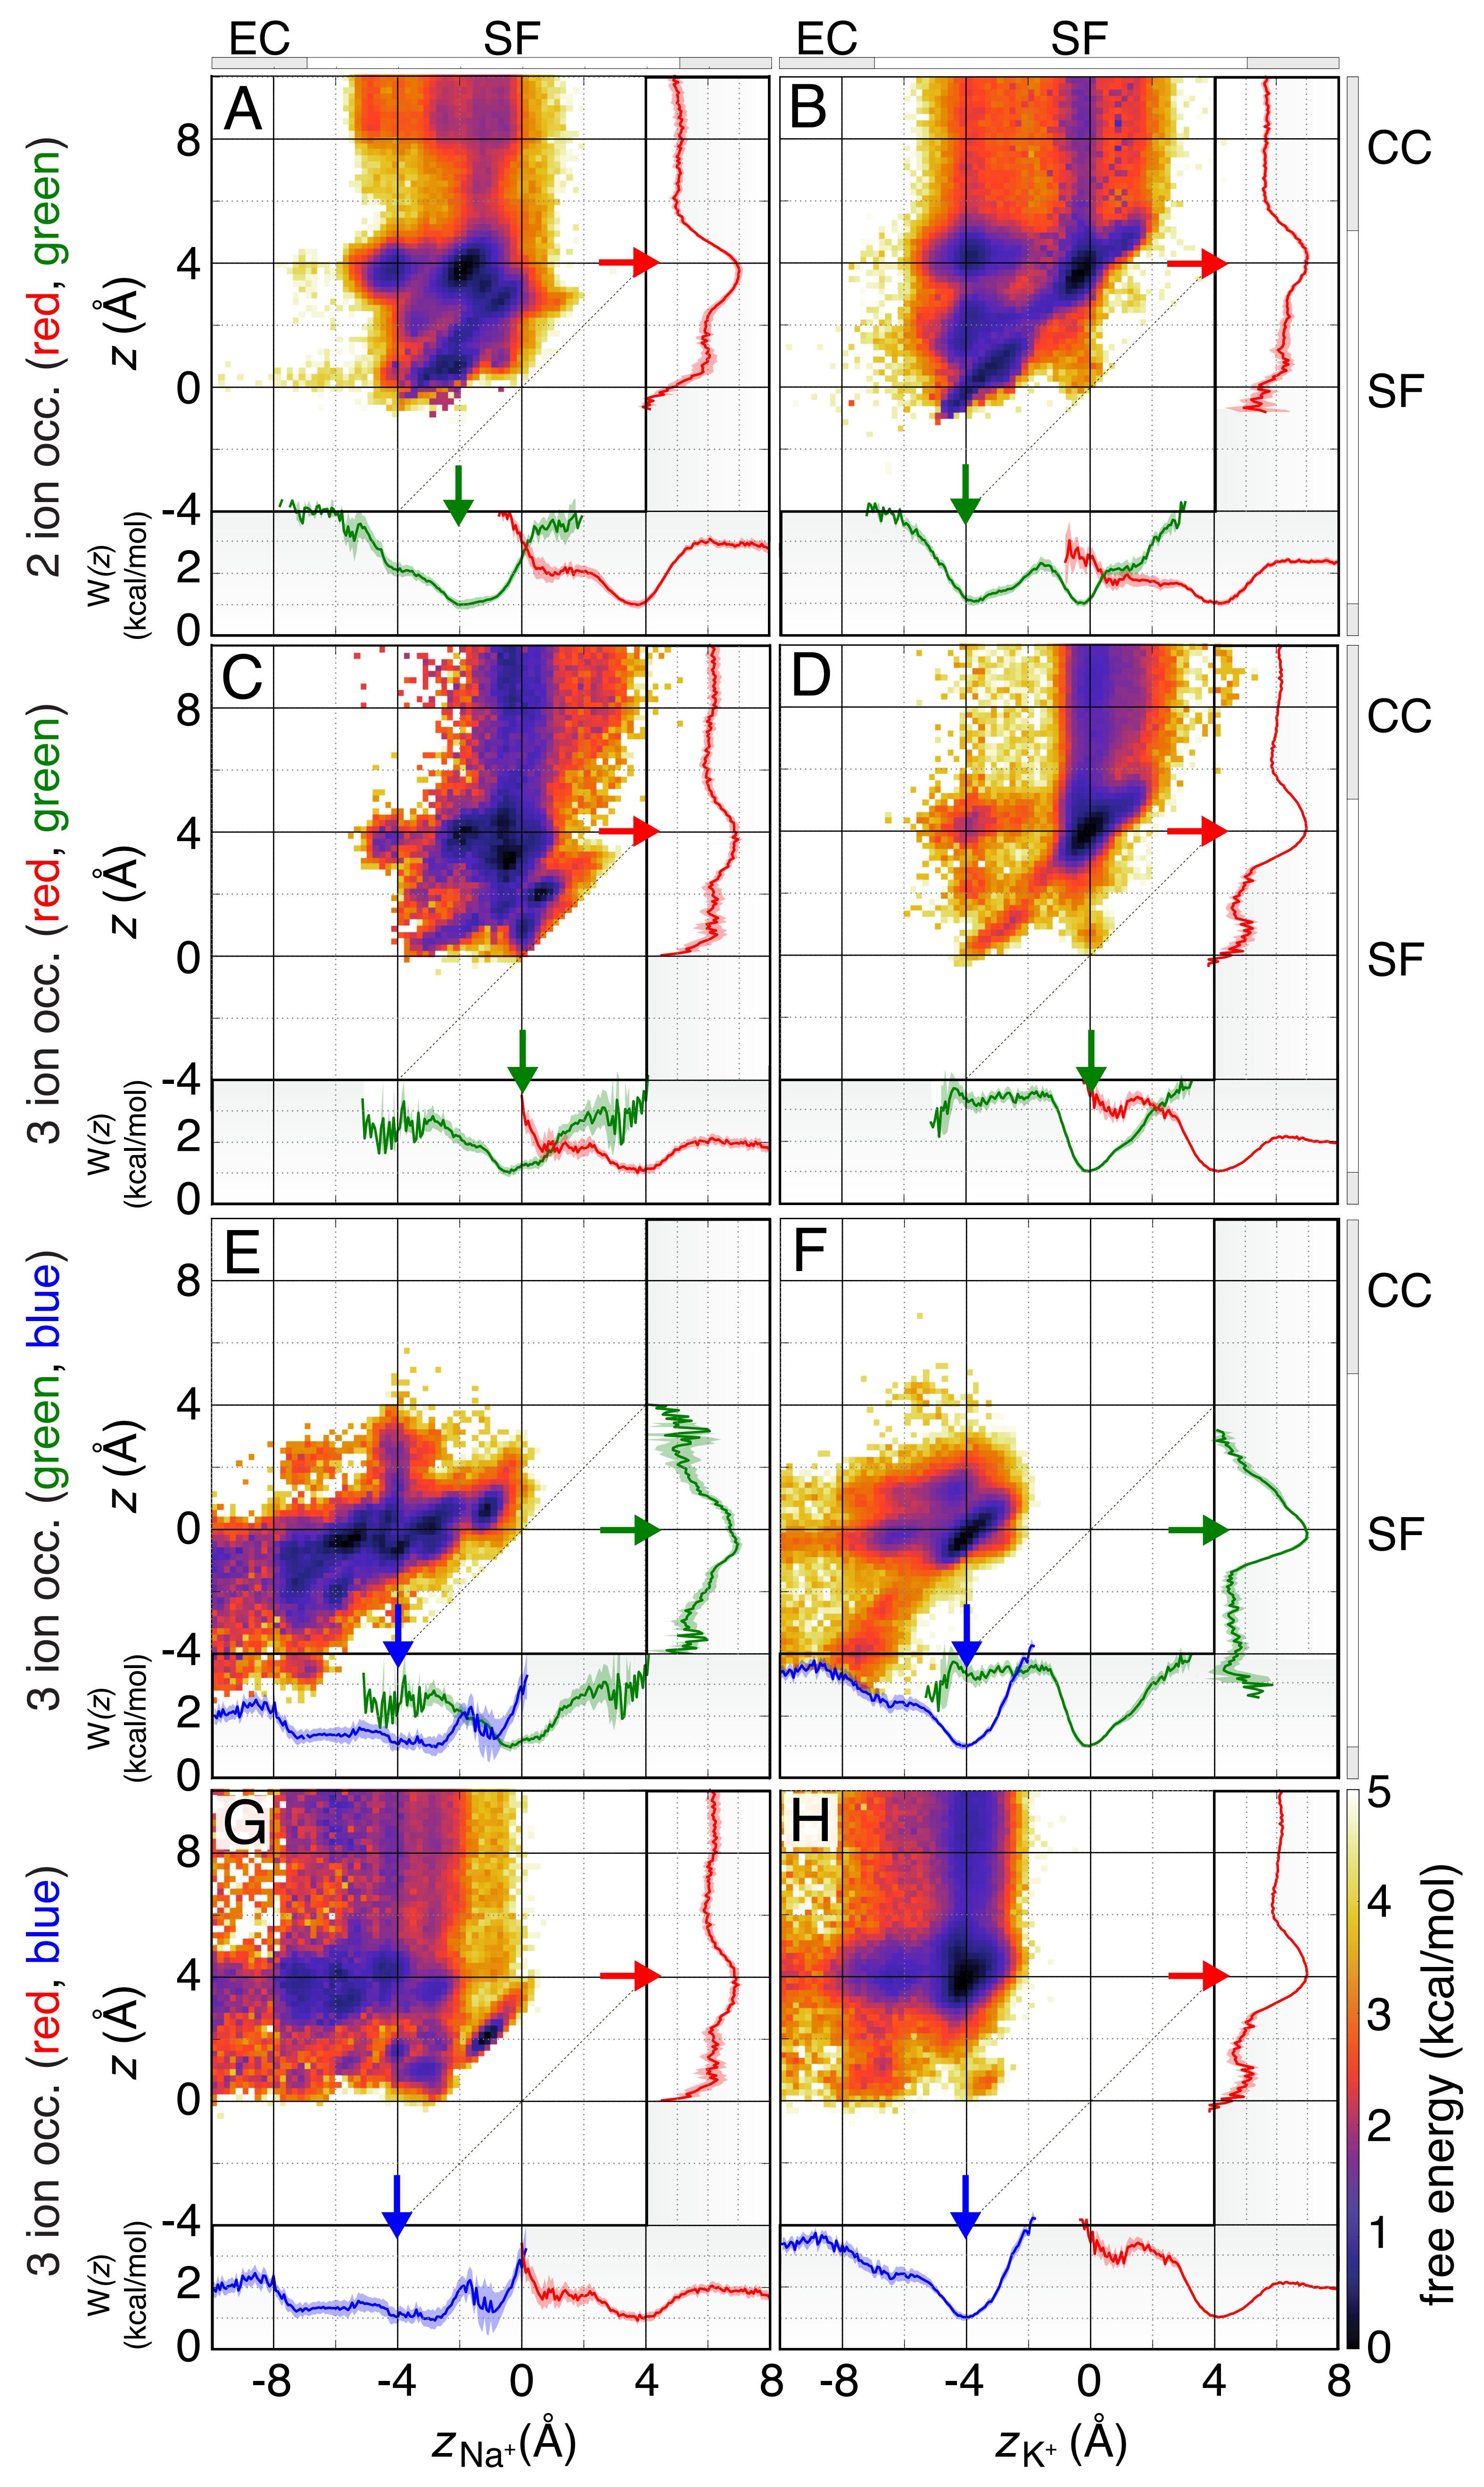 EC SF EC SF
2 ion occ. (red, green)
A
B
8
4
0
-4
z (Å)
CC
SF
W(z)
(kcal/mol)
2
0
3 ion occ. (red, green)
C
D
8
4
0
-4
z (Å)
CC
SF
W(z)
(kcal/mol)
2
0
3 ion occ. (green, blue)
E
F
8
4
0
-4
z (Å)
CC
SF
W(z)
(kcal/mol)
2
0
3 ion occ. (red, blue)
G
H
8
4
0
-4
z (Å)
W(z)
(kcal/mol)
2
0
5
4
3
2
1
0
free energy (kcal/mol)
-8 -4 0 4 8 -8 -4 0 4 8
zNa+(Å) zK+ (Å)